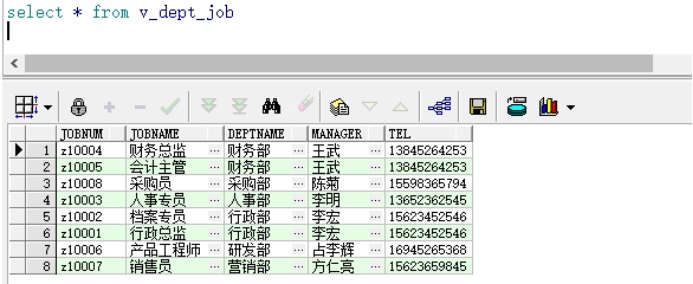 select * from v_dept_job
JOBNUM JOBNAME DEPTNAME MANAGER TEL
1 z10004 财务总监 … 财务部 … 王武 … 13845264253
2 z10005 会计主管 … 财务部 … 王武 … 13845264253
3 z10008 采购员 … 采购部 … 陈菊 … 15598365794
4 z10003 人事专员 … 人事部 … 李明 … 13652362545
5 z10002 档案专员 … 行政部 … 李宏 … 15623452546
6 z10001 行政总监 … 行政部 … 李宏 … 15623452546
7 z10006 产品工程师 … 研发部 … 占李辉 … 16945265368
8 z10007 销售员 … 营销部 … 方仁亮 … 15623659845